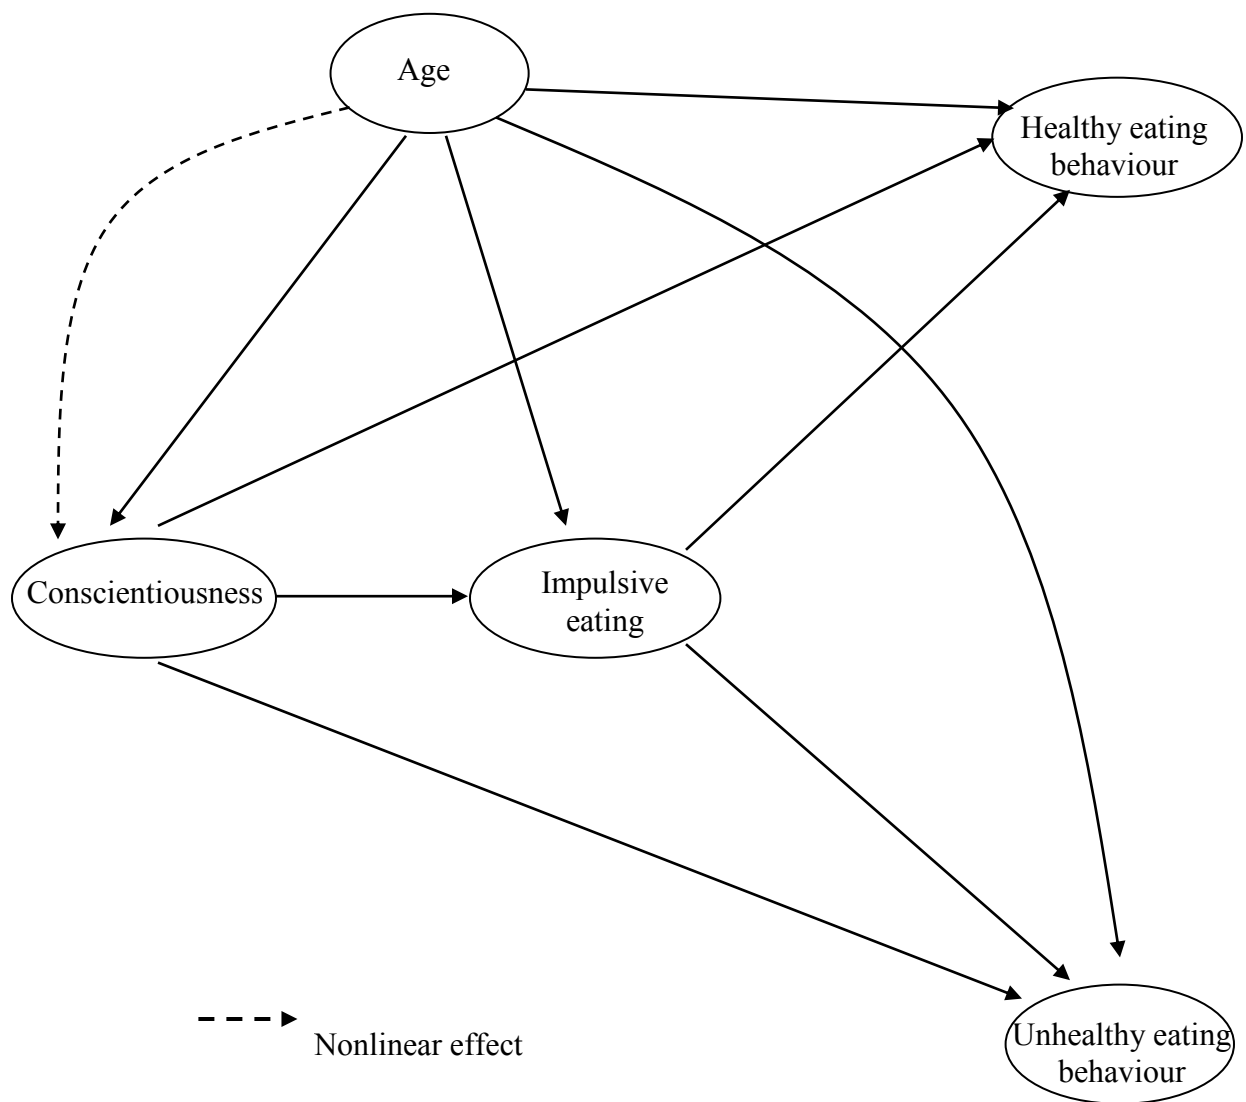 Age
Healthy eating
behaviour
Conscientiousness
Impulsive
eating
Unhealthy eating
behaviour
Nonlinear effect